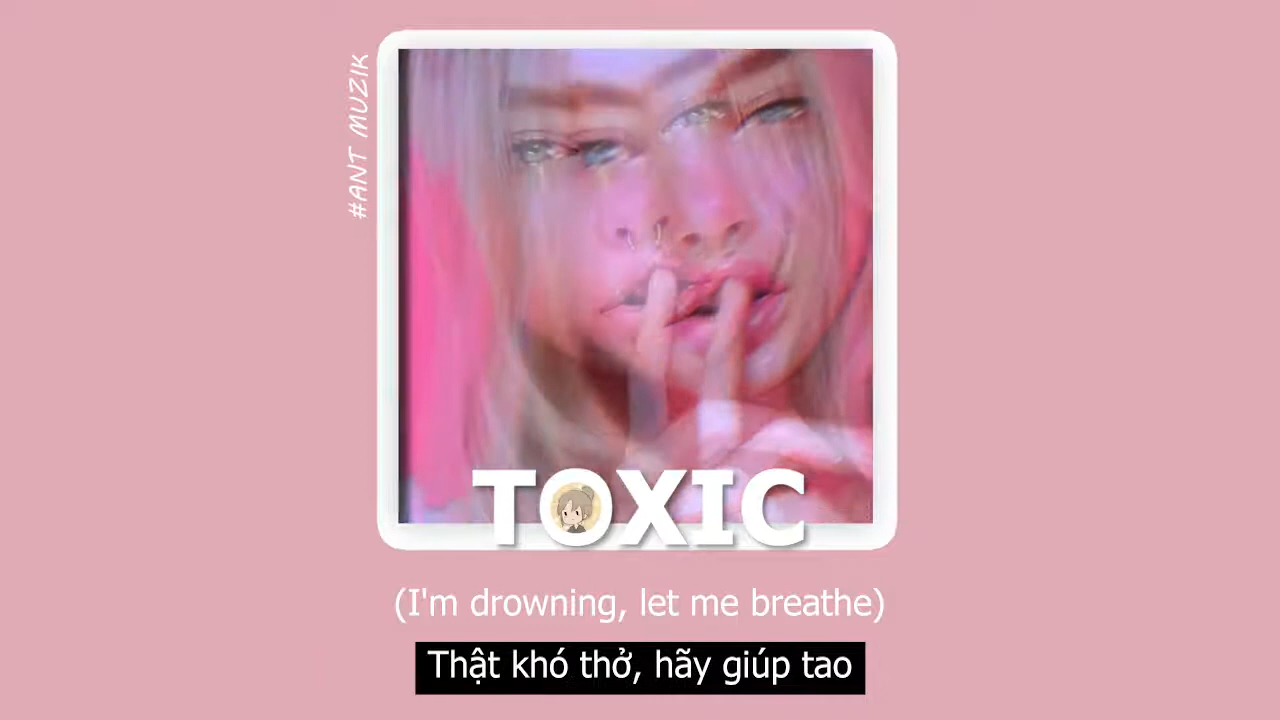 #ANT MUZIK
TOXIC
(I'm drowning, let me breathe)
Thật khó thở, hãy giúp tao